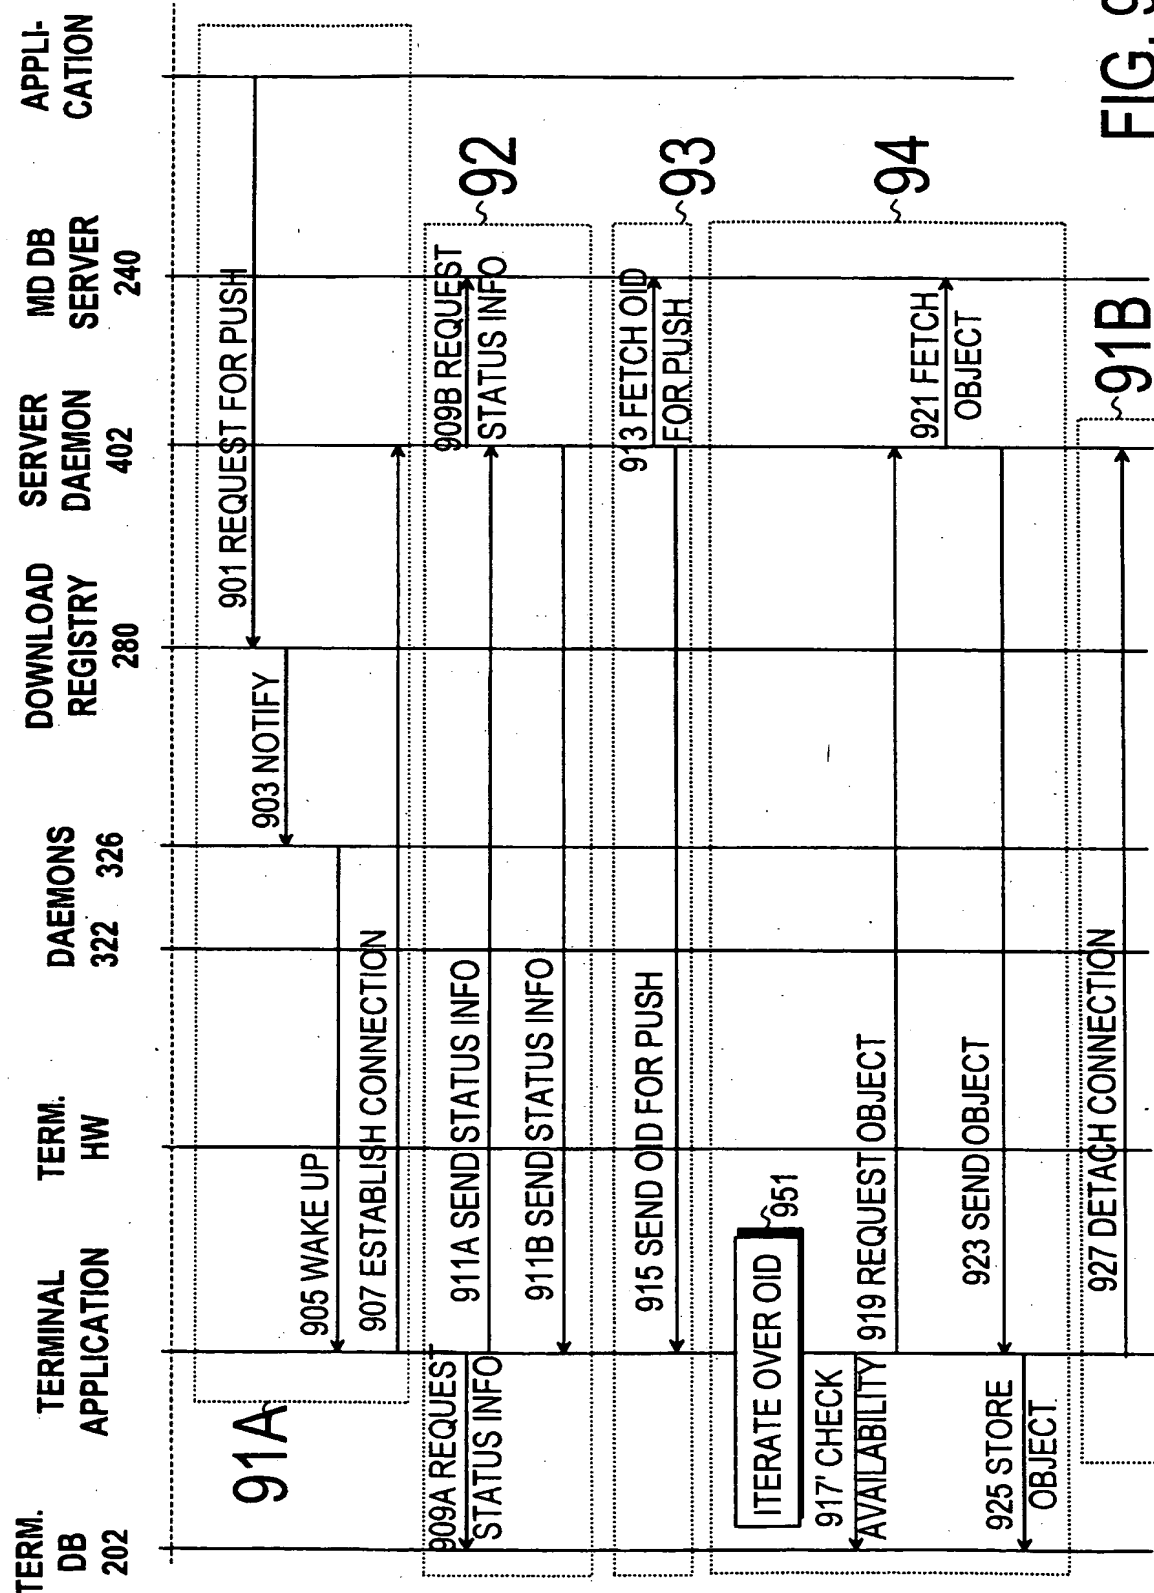 TERM.
DB
202
TERMINAL
APPLICATION
TERM.
HW
DAEMONS
322 326
DOWNLOAD
REGISTRY
280
SERVER
DAEMON
402
MD DB
SERVER
240
APPLI-
CATION
91A
901 REQUEST FOR PUSH
903 NOTIFY
905 WAKE UP
907 ESTABLISH CONNECTION
92
909A REQUEST
STATUS INFO
909B REQUEST
STATUS INFO
911A SEND STATUS INFO
911B SEND STATUS INFO
93
913 FETCH OID
FOR PUSH
915 SEND OID FOR PUSH
94
ITERATE OVER OID
951
917' CHECK
AVAILABILITY
919 REQUEST OBJECT
921 FETCH
OBJECT
923 SEND OBJECT
925 STORE
OBJECT
927 DETACH CONNECTION
91B
FIG. 9